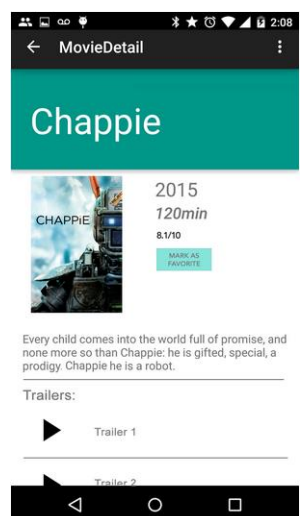 2:08
MovieDetail
Chappie
CHAPPiE
2015
120min
8.1/10
MARK AS
FAVORITE
Every child comes into the world full of promise, and
none more so than Chappie: he is gifted, special, a
prodigy. Chappie he is a robot.
Trailers:
Trailer 1
Trailer 2